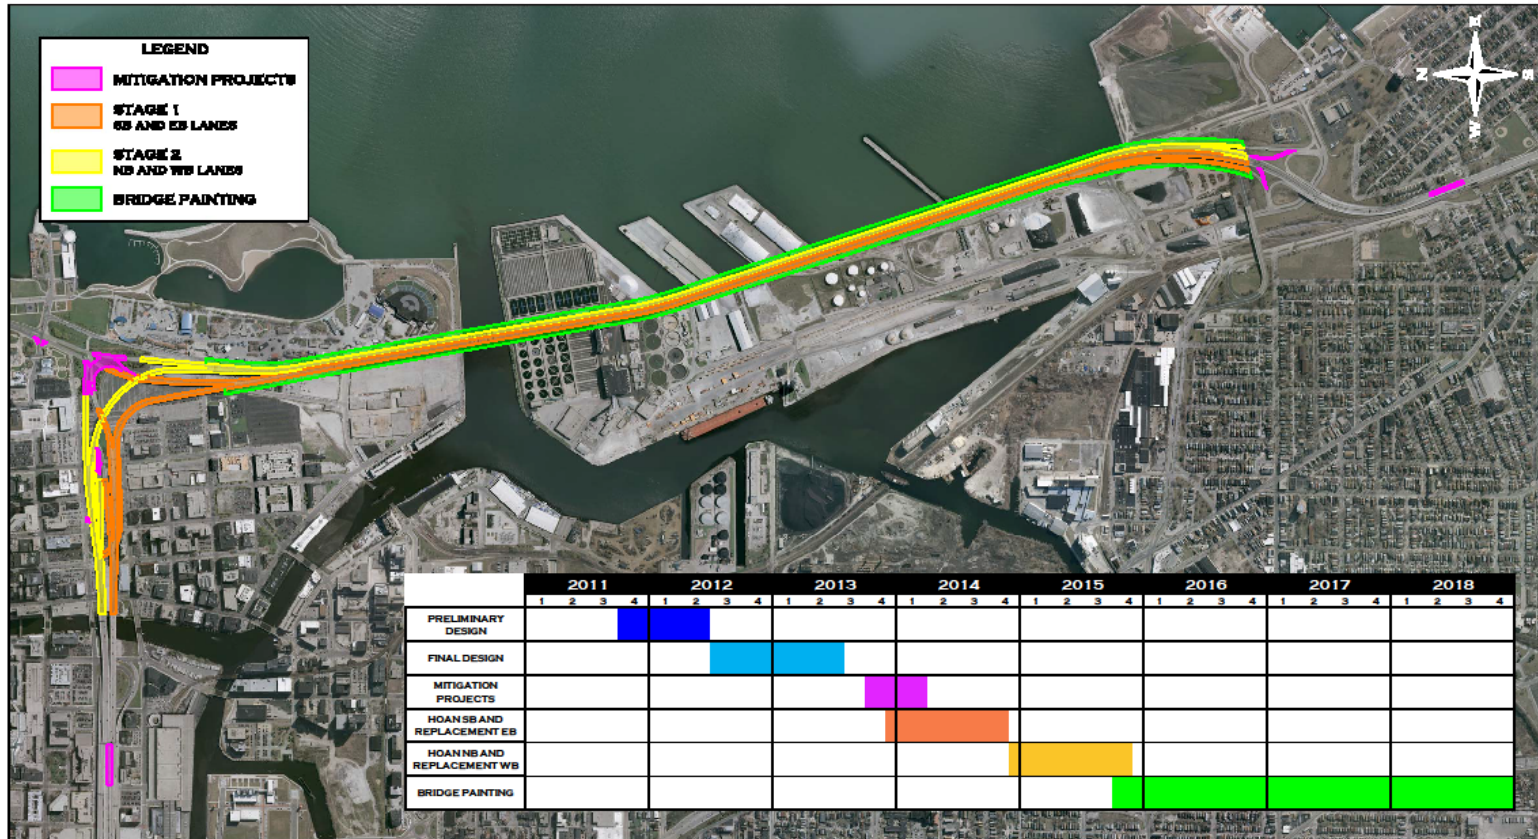 LEGEND
MITIGATION PROJECTS
STAGE 1
SB AND EB LANES
STAGE 2
NB AND WB LANES
BRIDGE PAINTING
E
N S
W
2011 2012 2013 2014 2015 2016 2017 2018
1 2 3 4 1 2 3 4 1 2 3 4 1 2 3 4 1 2 3 4 1 2 3 4 1 2 3 4 1 2 3 4
PRELIMINARY
DESIGN
FINAL DESIGN
MITIGATION
PROJECTS
HOAN SB AND
REPLACEMENT EB
HOAN NB AND
REPLACEMENT WB
BRIDGE PAINTING